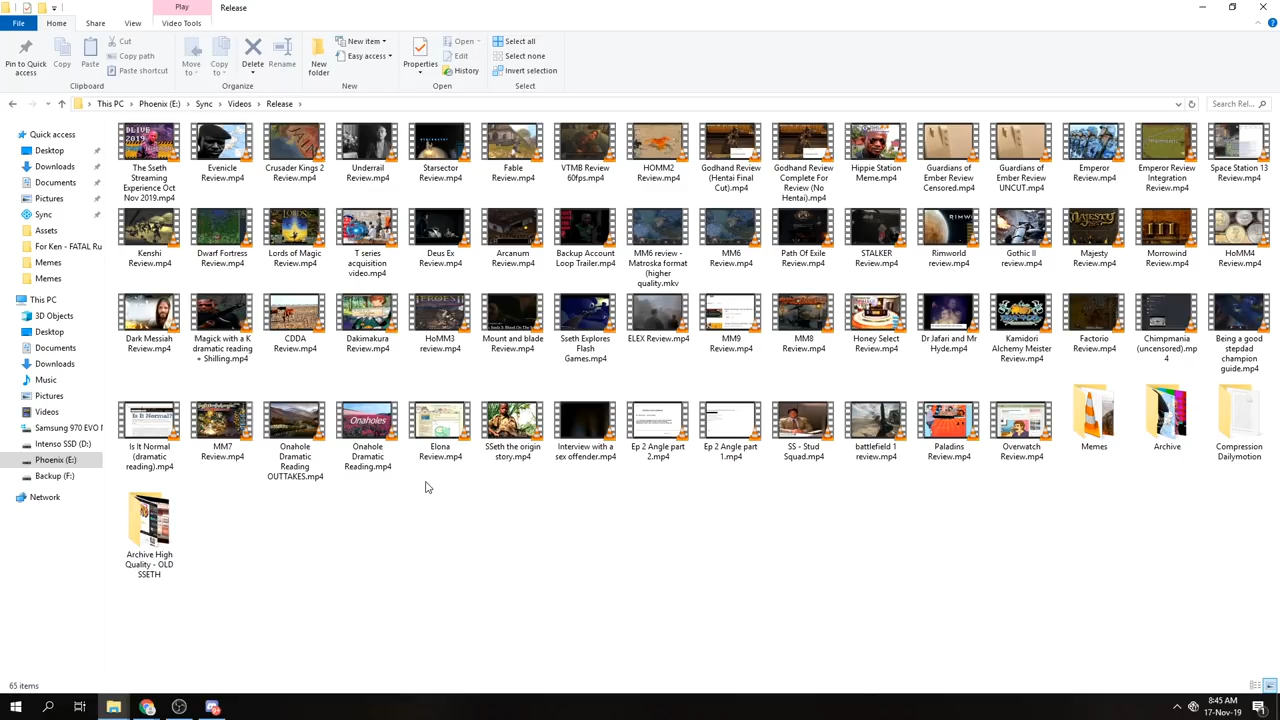 Play
Release
File
Home
Share
View
Video Tools
Pin to Quick
access
Copy
Paste
Cut
Copy path
Paste shortcut
Move
to
Copy
to
Delete
Rename
New
folder
New item
Easy access
Properties
Open
Edit
History
Select all
Select none
Invert selection
Clipboard
Organize
New
Open
Select
This PC
Phoenix (E:)
Sync
Videos
Release
Search Rel...
Quick access
Desktop
Downloads
Documents
Pictures
Sync
Assets
For Ken - FATAL Ru
Memes
Memes
This PC
3D Objects
Desktop
Documents
Downloads
Music
Pictures
Videos
Samsung 970 EVO
Intenso SSD (D:)
Phoenix (E:)
Backup (F:)
Network
DLIVE
2019
The Sseth
Streaming
Experience Oct
Nov 2019.mp4
Evenicle
Review.mp4
Crusader Kings 2
Review.mp4
Underrail
Review.mp4
Starsector
Review.mp4
Fable
Review.mp4
VTMB Review
60fps.mp4
HOMM2
Review.mp4
Godhand Review
(Hentai Final
Cut).mp4
Godhand Review
Complete For
Review (No
Hentai).mp4
Hippie Station
Meme.mp4
Guardians of
Ember Review
Censored.mp4
Guardians of
Ember Review
UNCUT.mp4
Emperor
Review.mp4
Emperor Review
Integration
Review.mp4
Space Station 13
Review.mp4
Kenshi
Review.mp4
Dwarf Fortress
Review.mp4
LORDS
Lords of Magic
Review.mp4
T series
acquisition
video.mp4
Deus Ex
Review.mp4
Arcanum
Review.mp4
Backup Account
Loop Trailer.mp4
MM6 review -
Matroska format
(higher
quality.mkv
MM6
Review.mp4
Path Of Exile
Review.mp4
STALKER
Review.mp4
RIMW
Rimworld
review.mp4
Gothic II
review.mp4
MAJESTY
Majesty
Review.mp4
Morrowind
Review.mp4
HoMM4
Review.mp4
Dark Messiah
Review.mp4
Magick with a K
dramatic reading
+ Shilling.mp4
CDDA
Review.mp4
Dakimakura
Review.mp4
HEROES II
HoMM3
review.mp4
Mount and blade
Review.mp4
Sseth Explores
Flash
Games.mp4
ELEX Review.mp4
MM9
Review.mp4
MM8
Review.mp4
Honey Select
Review.mp4
Dr Jafari and Mr
Hyde.mp4
Kamidori
Alchemy Meister
Review.mp4
Factorio
Review.mp4
Chimpmania
(uncensored).mp
4
Being a good
stepdad
champion
guide.mp4
Is It Normal?
Is It Normal
(dramatic
reading).mp4
MM7
Review.mp4
Onahole
Dramatic
Reading
OUTTAKES.mp4
Onaholes
Onahole
Dramatic
Reading.mp4
Elona
Review.mp4
SSeth the origin
story.mp4
Interview with a
sex offender.mp4
Ep 2 Angle part
2.mp4
Ep 2 Angle part
1.mp4
SS - Stud
Squad.mp4
battlefield 1
review.mp4
Paladins
Review.mp4
Overwatch
Review.mp4
Memes
Archive
Compression
Dailymotion
Archive High
Quality - OLD
SSETH
65 items
8:45 AM
17-Nov-19